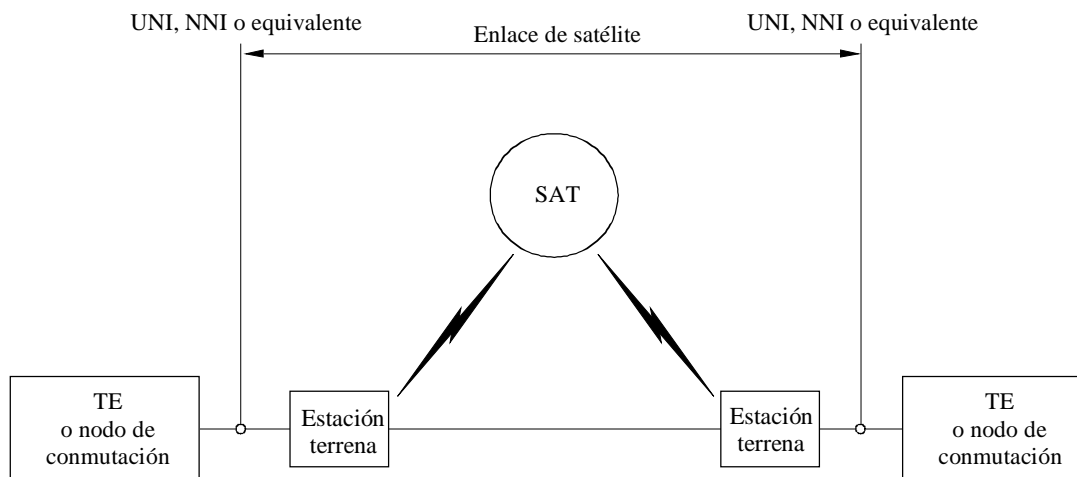 UNI, NNI o equivalente
UNI, NNI o equivalente
Enlace de satélite
SAT
TE
o nodo de
conmutación
Estación
terrena
Estación
terrena
TE
o nodo de
conmutación